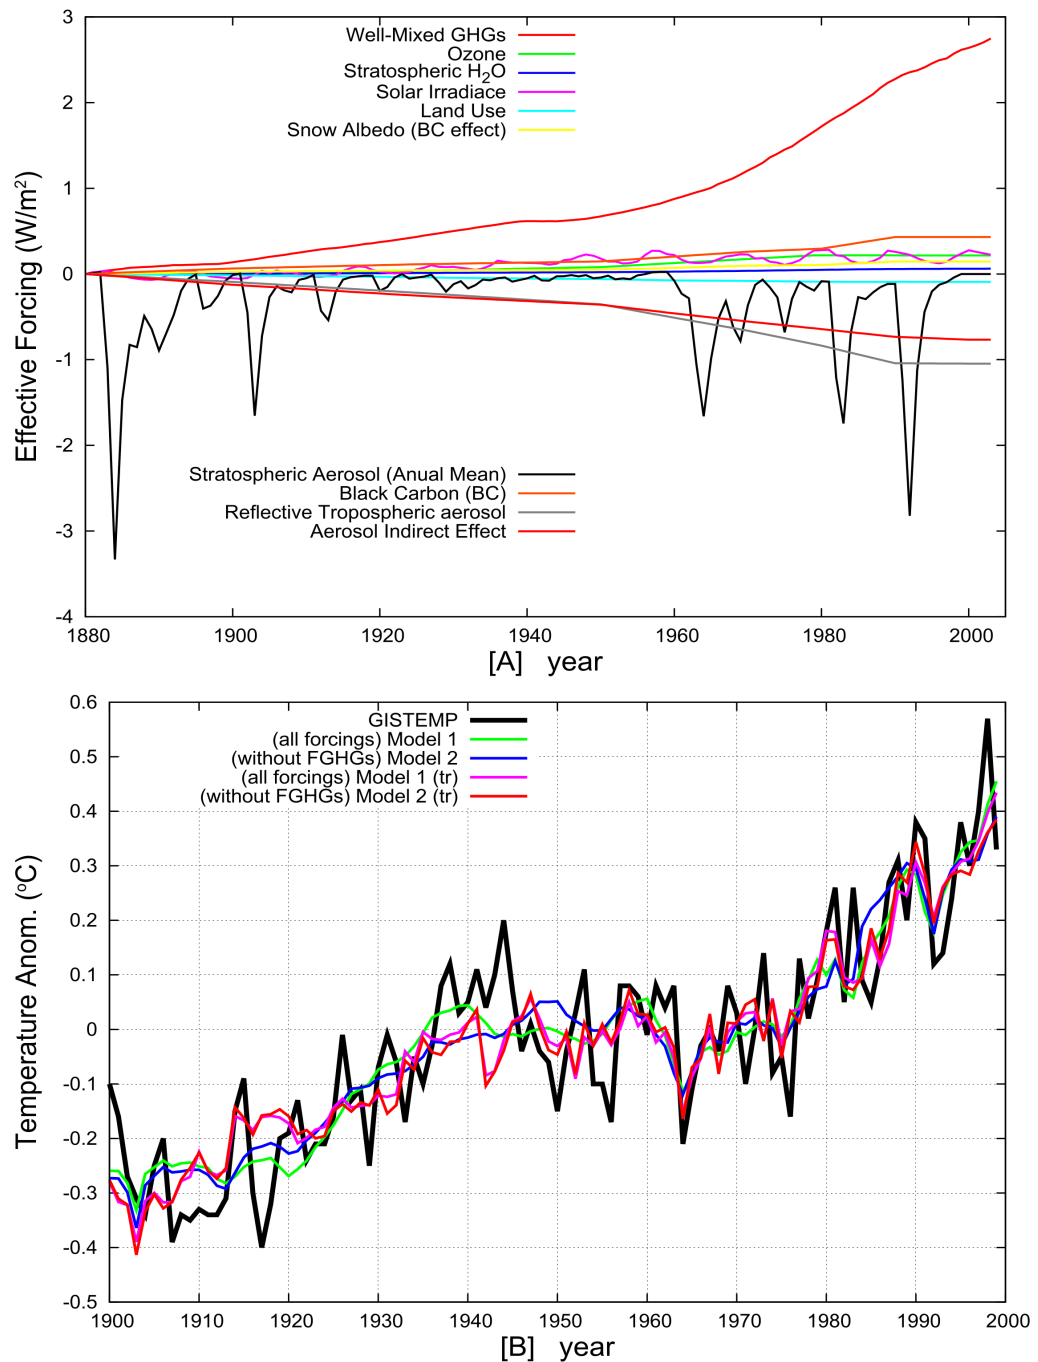 3
2
1
0
-1
-2
-3
-4
Effective Forcing (W/m2)
Well-Mixed GHGs
Ozone
Stratospheric H2O
Solar Irradiace
Land Use
Snow Albedo (BC effect)
Stratospheric Aerosol (Anual Mean)
Black Carbon (BC)
Reflective Tropospheric aerosol
Aerosol Indirect Effect
1880 1900 1920 1940 1960 1980 2000
[A] year
0.6
0.5
0.4
0.3
0.2
0.1
0
-0.1
-0.2
-0.3
-0.4
-0.5
Temperature Anom. (oC)
GISTEMP
(all forcings) Model 1
(without FGHGs) Model 2
(all forcings) Model 1 (tr)
(without FGHGs) Model 2 (tr)
1900 1910 1920 1930 1940 1950 1960 1970 1980 1990 2000
[B] year